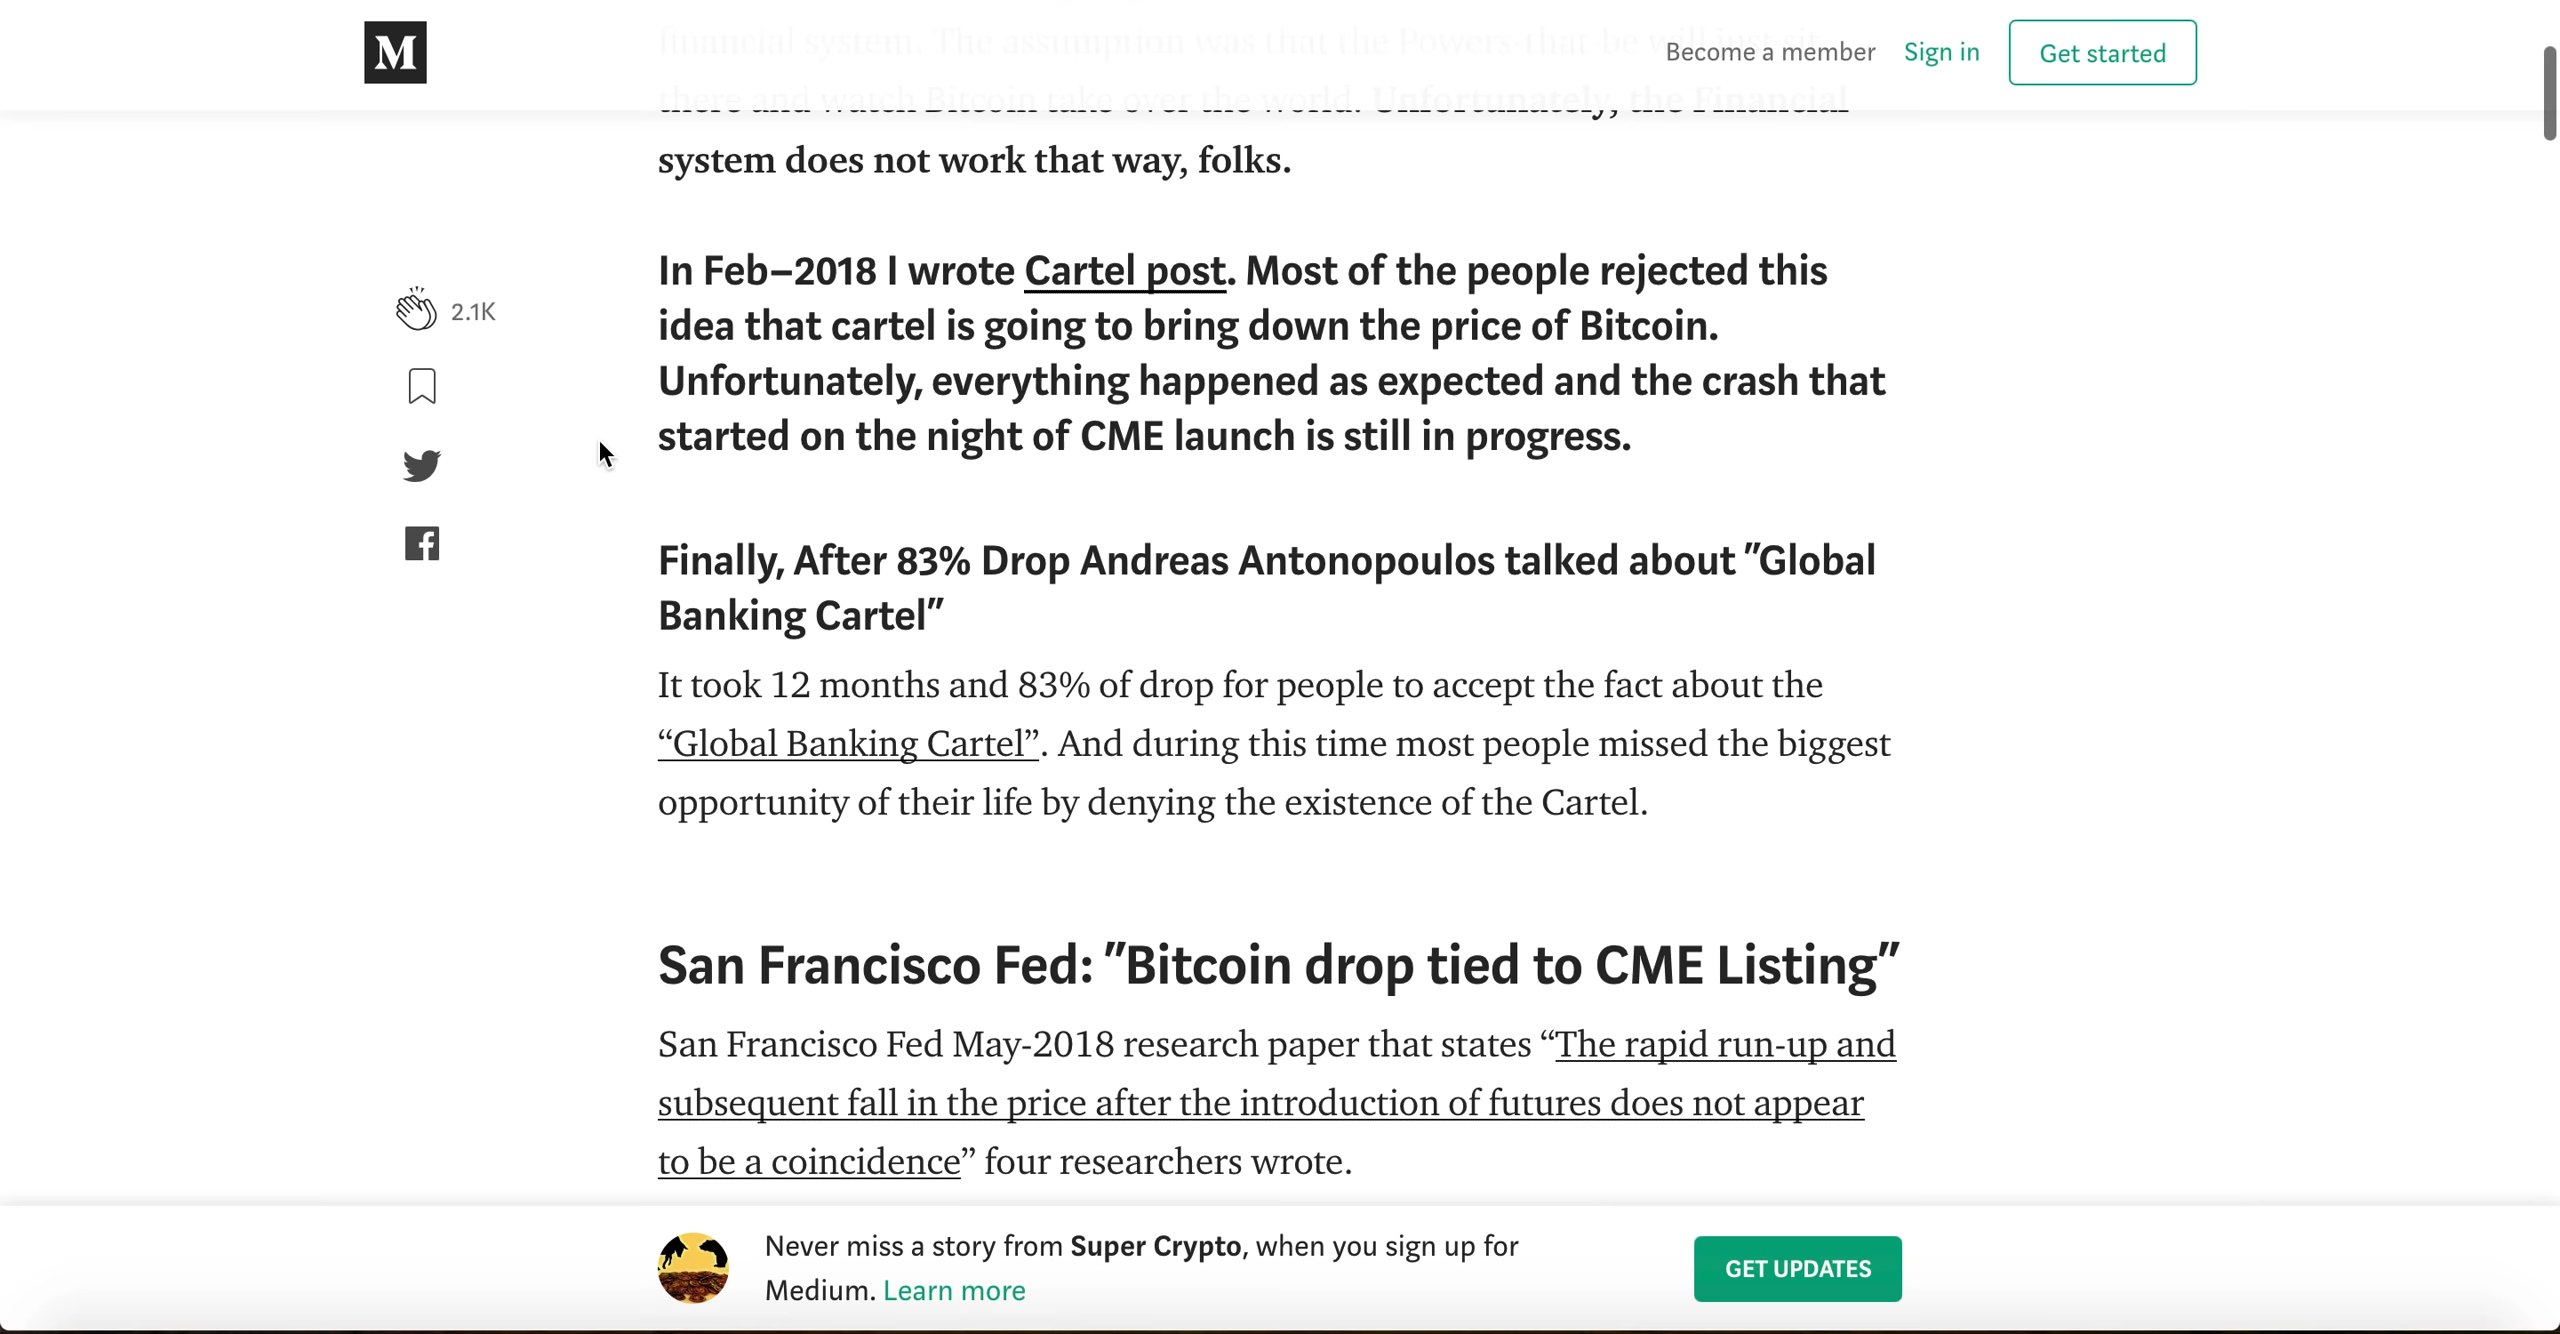 M
financial system. The assumption was that the Powers-that-be will just sit
Become a member
Sign in
Get started
there and watch Bitcoin take over the world. Unfortunately, the Financial
system does not work that way, folks.
2.1K
In Feb–2018 I wrote Cartel post. Most of the people rejected this
idea that cartel is going to bring down the price of Bitcoin.
Unfortunately, everything happened as expected and the crash that
started on the night of CME launch is still in progress.
Finally, After 83% Drop Andreas Antonopoulos talked about ”Global
Banking Cartel”
It took 12 months and 83% of drop for people to accept the fact about the
“Global Banking Cartel”. And during this time most people missed the biggest
opportunity of their life by denying the existence of the Cartel.
San Francisco Fed: ”Bitcoin drop tied to CME Listing”
San Francisco Fed May-2018 research paper that states “The rapid run-up and
subsequent fall in the price after the introduction of futures does not appear
to be a coincidence” four researchers wrote.
Never miss a story from Super Crypto, when you sign up for
Medium. Learn more
GET UPDATES